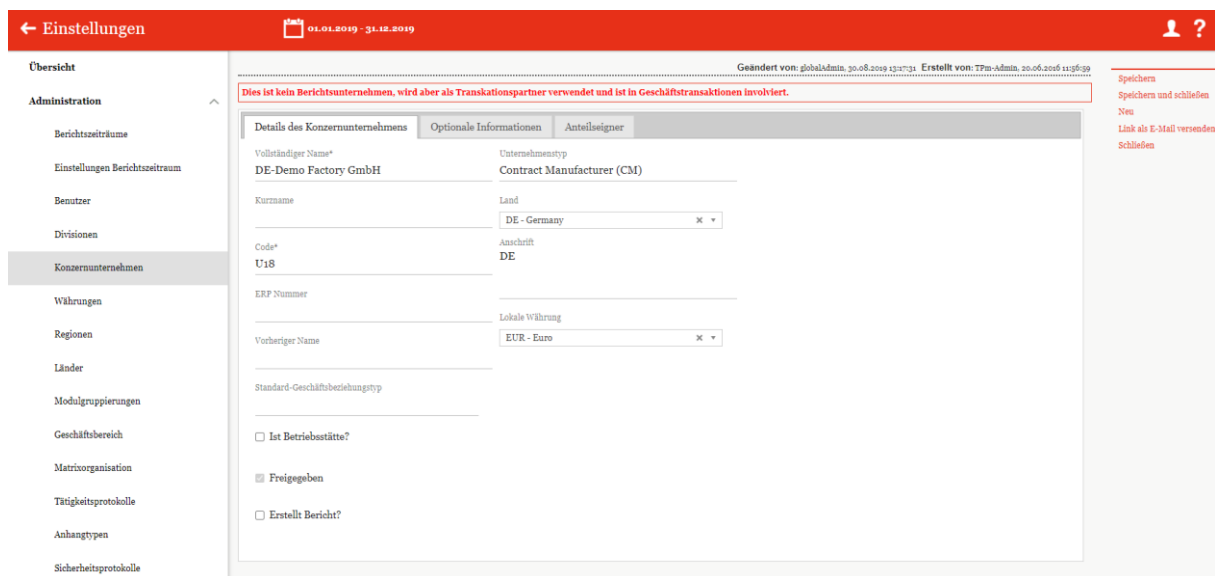 ← Einstellungen
01.01.2019 - 31.12.2019
?
Übersicht
Administration
Berichtszeiträume
Einstellungen Berichtszeitraum
Benutzer
Divisionen
Konzernunternehmen
Währungen
Regionen
Länder
Modulgruppierungen
Geschäftsbereich
Matrixorganisation
Tätigkeitsprotokolle
Anhangtypen
Sicherheitsprotokolle
Geändert von: globalAdmin, 30.08.2019 13:17:31 Erstellt von: TPm-Admin, 20.06.2016 11:56:59
Dies ist kein Berichtsunternehmen, wird aber als Transkationspartner verwendet und ist in Geschäftstransaktionen involviert.
Details des Konzernunternehmens Optionale Informationen Anteilseigner
Vollständiger Name*
DE-Demo Factory GmbH
Kurzname
Code*
U18
ERP Nummer
Vorheriger Name
Standard-Geschäftsbeziehungstyp
Ist Betriebsstätte?
Freigegeben
Erstellt Bericht?
Unternehmenstyp
Contract Manufacturer (CM)
Land
DE - Germany
Anschrift
DE
Lokale Währung
EUR - Euro
Speichern
Speichern und schließen
Neu
Link als E-Mail versenden
Schließen